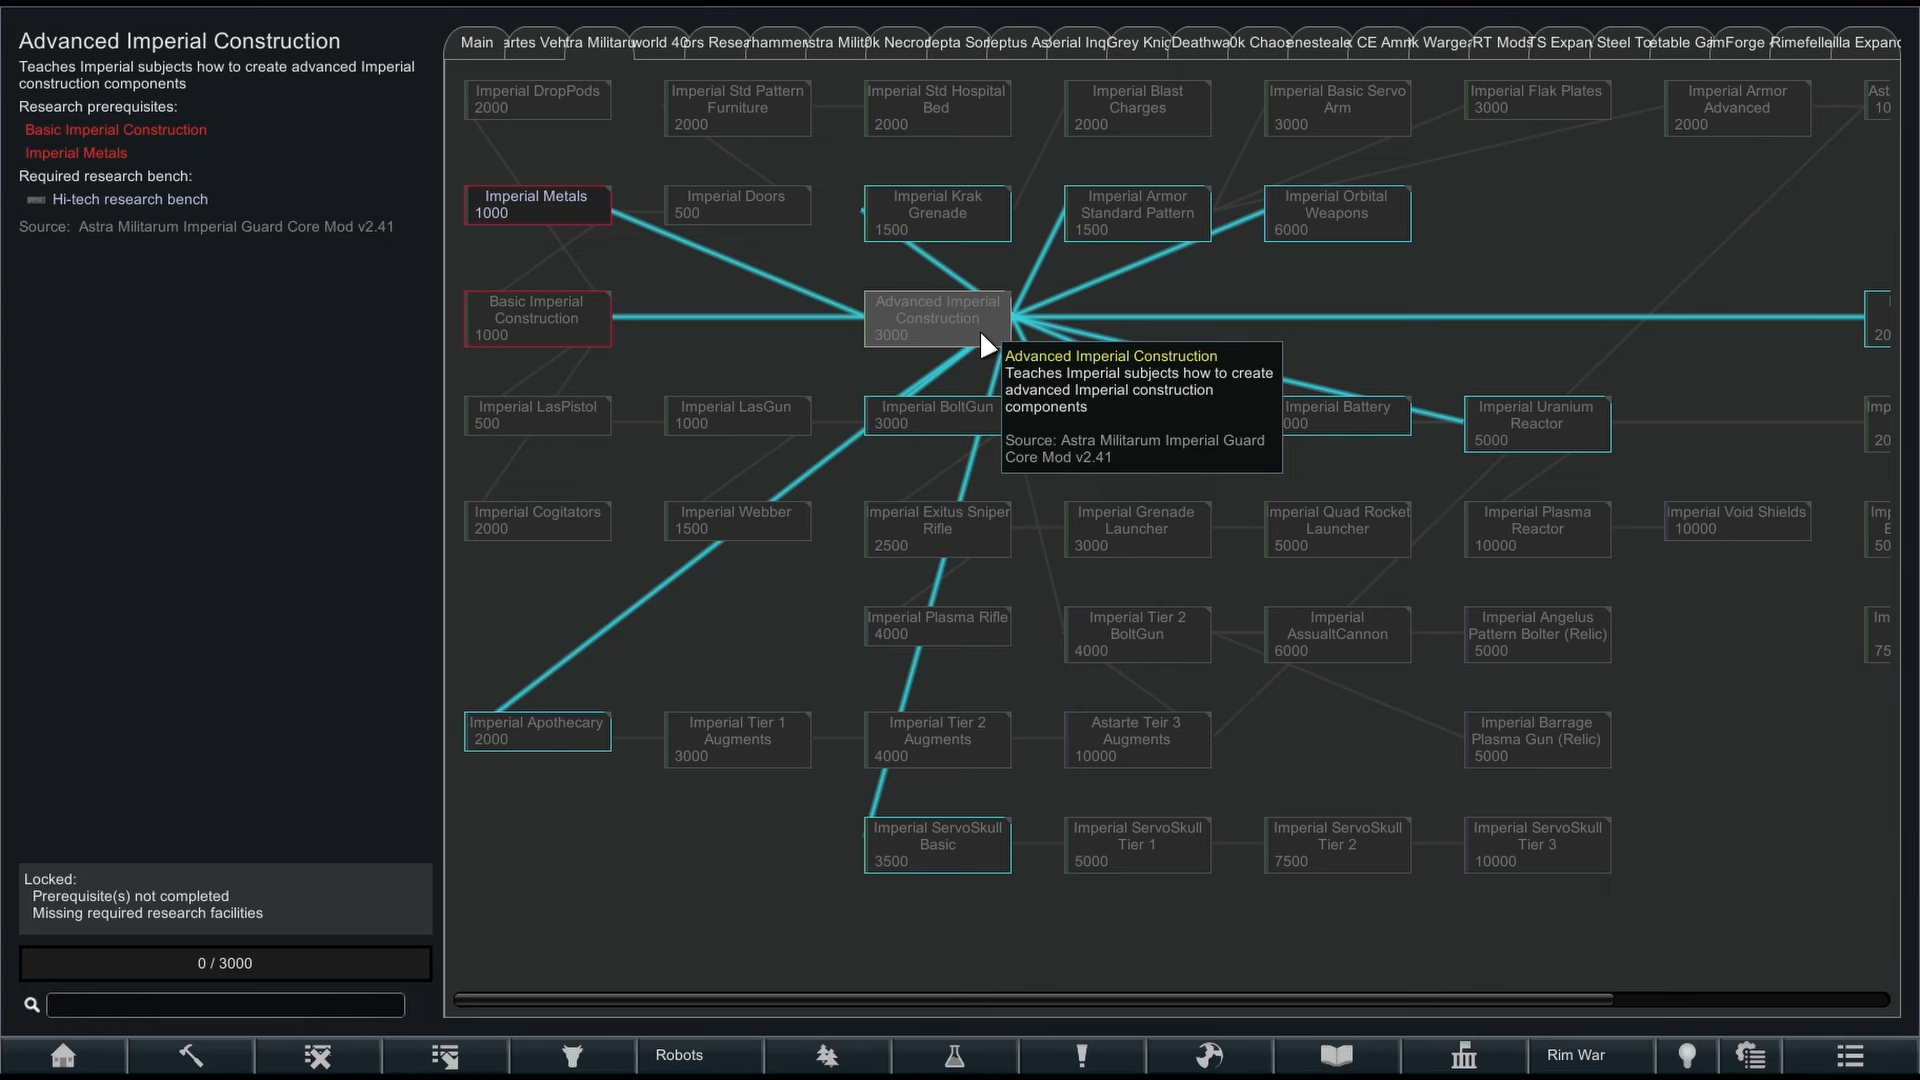 Advanced Imperial Construction
Teaches Imperial subjects how to create advanced Imperial
construction components
Research prerequisites:
Basic Imperial Construction
Imperial Metals
Required research bench:
Hi-tech research bench
Source: Astra Militarum Imperial Guard Core Mod v2.41
Main
Imperial DropPods
2000
Imperial Std Pattern
Furniture
2000
Imperial Std Hospital
Bed
2000
Imperial Blast
Charges
2000
Imperial Basic Servo
Arm
3000
Imperial Flak Plates
3000
Imperial Armor
Advanced
2000
Ast
10
Imperial Metals
1000
Imperial Doors
500
Imperial Krak
Grenade
1500
Imperial Armor
Standard Pattern
1500
Imperial Orbital
Weapons
6000
Basic Imperial
Construction
1000
Advanced Imperial
Construction
3000
20
Advanced Imperial Construction
Teaches Imperial subjects how to create
advanced Imperial construction
components
Source: Astra Militarum Imperial Guard
Core Mod v2.41
Imperial LasPistol
500
Imperial LasGun
1000
Imperial BoltGun
3000
Imperial Battery
000
Imperial Uranium
Reactor
5000
Imp
20
Imperial Cogitators
2000
Imperial Webber
1500
Imperial Exitus Sniper
Rifle
2500
Imperial Grenade
Launcher
3000
mperial Quad Rocket
Launcher
5000
Imperial Plasma
Reactor
10000
Imperial Void Shields
10000
Imp
E
50
Imperial Plasma Rifle
4000
Imperial Tier 2
BoltGun
4000
Imperial
AssualtCannon
6000
Imperial Angelus
Pattern Bolter (Relic)
5000
Im
75
Imperial Apothecary
2000
Imperial Tier 1
Augments
3000
Imperial Tier 2
Augments
4000
Astarte Teir 3
Augments
10000
Imperial Barrage
Plasma Gun (Relic)
5000
Imperial ServoSkull
Basic
3500
Imperial ServoSkull
Tier 1
5000
Imperial ServoSkull
Tier 2
7500
Imperial ServoSkull
Tier 3
10000
Locked:
Prerequisite(s) not completed
Missing required research facilities
0 / 3000
Robots
Rim War